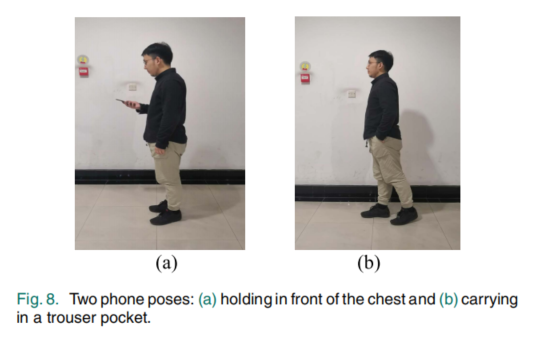 (a)
(b)
Fig. 8. Two phone poses: (a) holding in front of the chest and (b) carrying
in a trouser pocket.